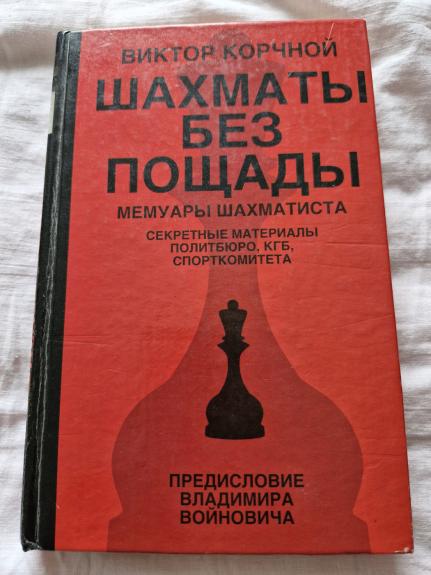 ВИКТОР КОРЧНОЙ
ШАХМАТЫ
БЕЗ
ПОЩАДЫ
МЕМУАРЫ ШАХМАТИСТА
СЕКРЕТНЫЕ МАТЕРИАЛЫ
ПОЛИТБЮРО, КГБ,
СПОРТКОМИТЕТА
ПРЕДИСЛОВИЕ
ВЛАДИМИРА
ВОЙНОВИЧА